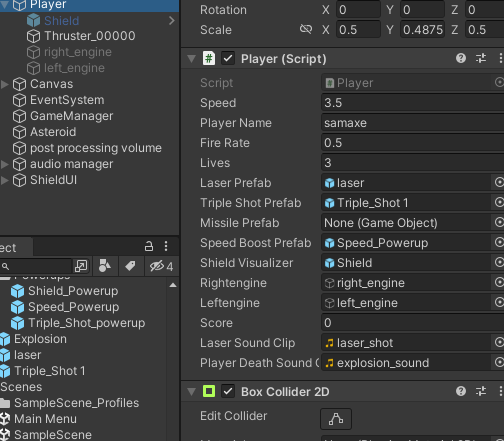 Player
Shield
Thruster_00000
right_engine
left_engine
Canvas
EventSystem
GameManager
Asteroid
post processing volume
audio manager
ShieldUI
ect
4
Powerups
Shield_Powerup
Speed_Powerup
Triple_Shot_powerup
Explosion
laser
Triple_Shot 1
Scenes
SampleScene_Profiles
Main Menu
SampleScene
Rotation X 0 Y 0 Z 0
Scale X 0.5 Y 0.4875 Z 0.5
# Player (Script)
Script # Player
Speed 3.5
Player Name samaxe
Fire Rate 0.5
Lives 3
Laser Prefab laser
Triple Shot Prefab Triple_Shot 1
Missile Prefab None (Game Object)
Speed Boost Prefab Speed_Powerup
Shield Visualizer Shield
Rightengine right_engine
Leftengine left_engine
Score 0
Laser Sound Clip laser_shot
Player Death Sound C explosion_sound
Box Collider 2D
Edit Collider